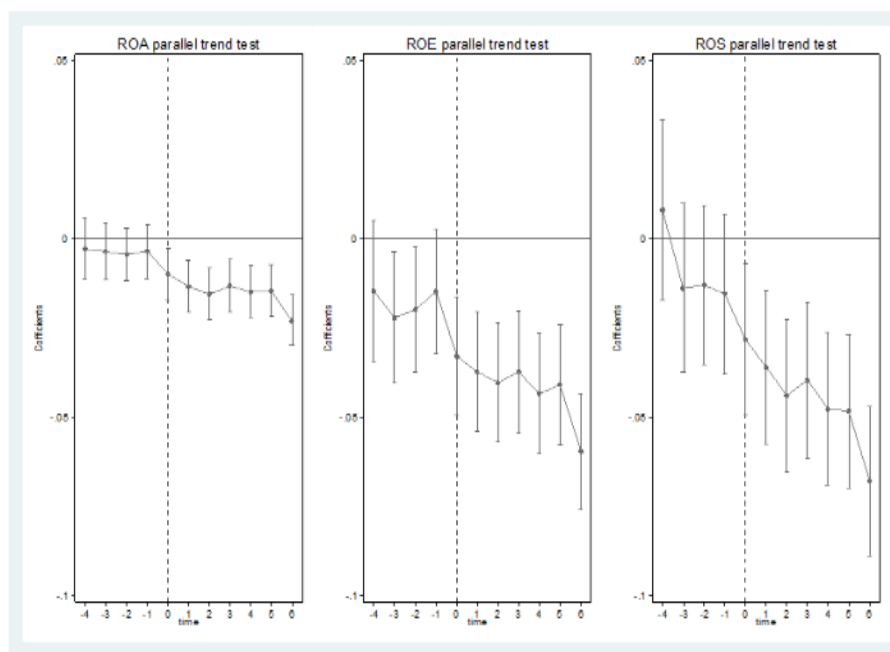 ROA parallel trend test
.05
0
-.05
-.1
Cofficients
-4 -3 -2 -1 0 1 2 3 4 5 6
time
ROE parallel trend test
.05
0
-.05
-.1
Cofficients
-4 -3 -2 -1 0 1 2 3 4 5 6
time
ROS parallel trend test
.05
0
-.05
-.1
Cofficients
-4 -3 -2 -1 0 1 2 3 4 5 6
time